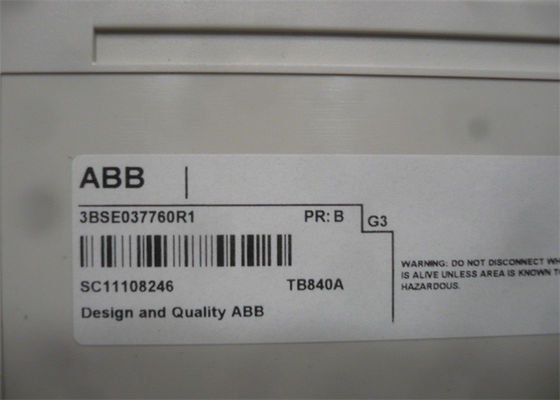 ABB
3BSE037760R1 PR: B G3
SC11108246 TB840A
Design and Quality ABB
WARNING: DO NOT DISCONNECT
IS ALIVE UNLESS AREA IS KNOWN
HAZARDOUS.